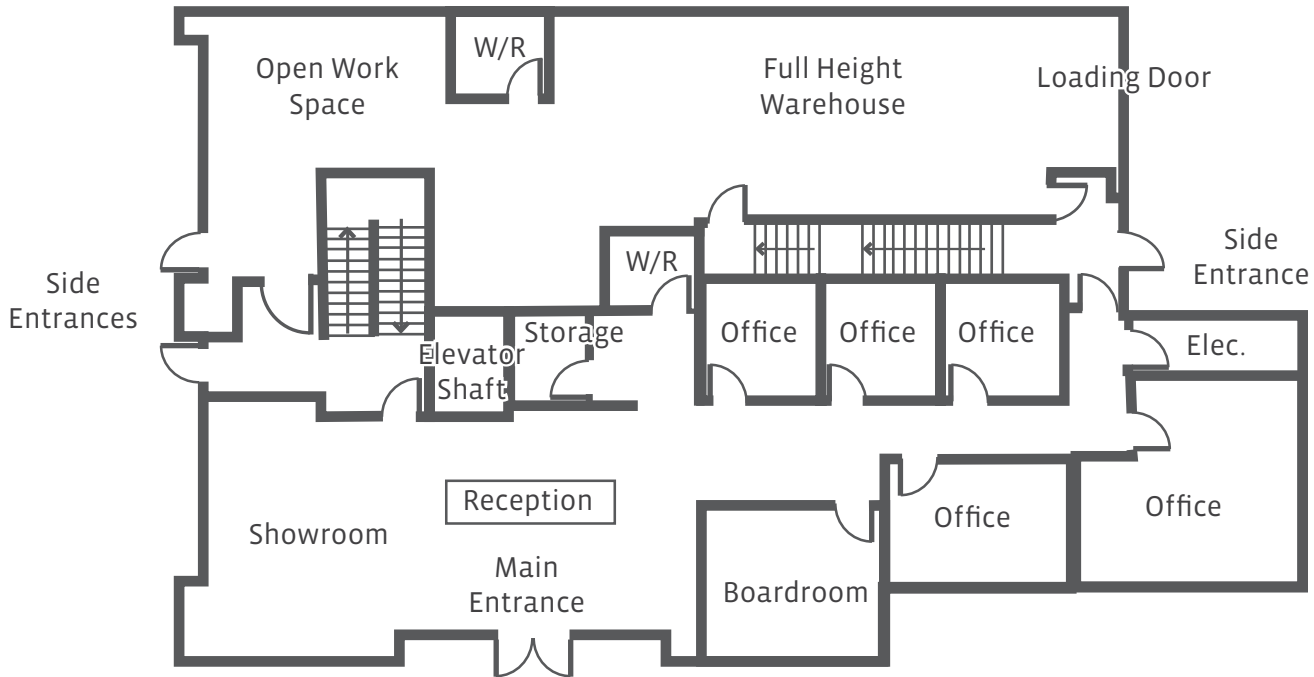 W/R
Open Work
Space
Full Height
Warehouse
Loading Door
Side
Entrances
W/R
Side
Entrance
Elevator
Shaft
Storage
Office
Office
Office
Elec.
Reception
Showroom
Main
Entrance
Boardroom
Office
Office